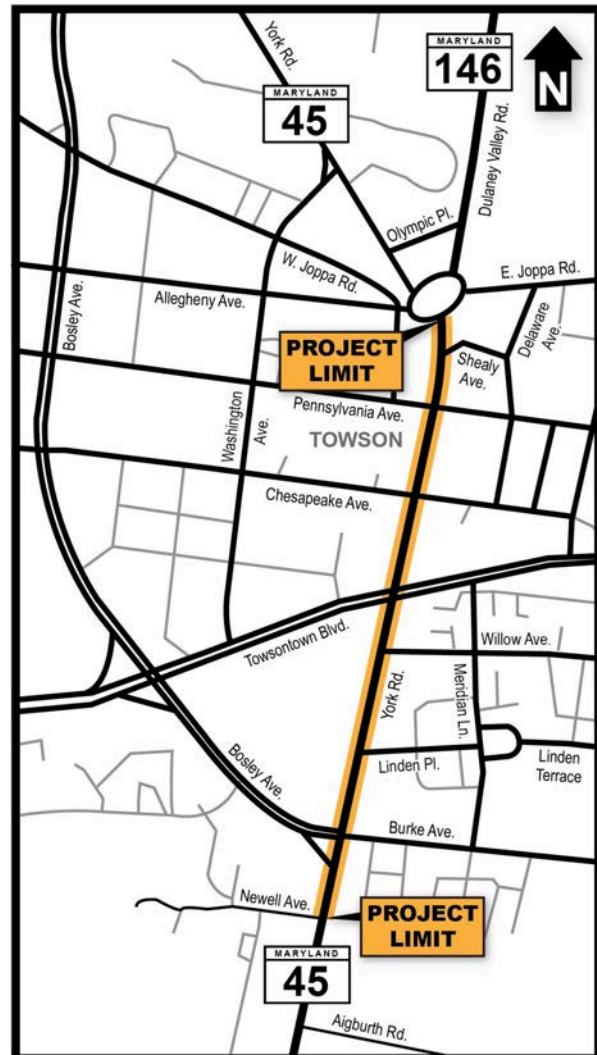 York Rd.
MARYLAND
45
MARYLAND
146
N
Dulaney Valley Rd.
Olympic Pl.
W. Joppa Rd.
E. Joppa Rd.
Allegheny Ave.
Bosley Ave.
PROJECT
LIMIT
Shealy
Ave.
Delaware
Ave.
Washington
Ave.
Pennsylvania Ave.
TOWSON
Chesapeake Ave.
Towsontown Blvd.
Willow Ave.
York Rd.
Meridian Ln.
Linden Pl.
Linden
Terrace
Bosley Ave.
Burke Ave.
Newell Ave.
PROJECT
LIMIT
MARYLAND
45
Aigburth Rd.